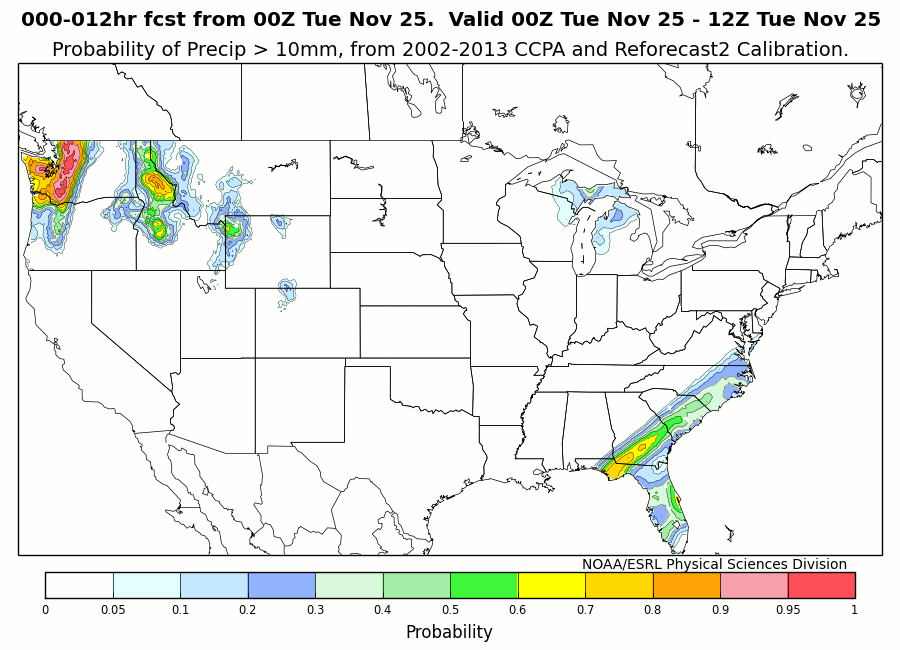 000-012hr fcst from 00Z Tue Nov 25.  Valid 00Z Tue Nov 25 - 12Z Tue Nov 25
Probability of Precip > 10mm, from 2002-2013 CCPA and Reforecast2 Calibration.
NOAA/ESRL Physical Sciences Division
0 0.05 0.1 0.2 0.3 0.4 0.5 0.6 0.7 0.8 0.9 0.95 1
Probability